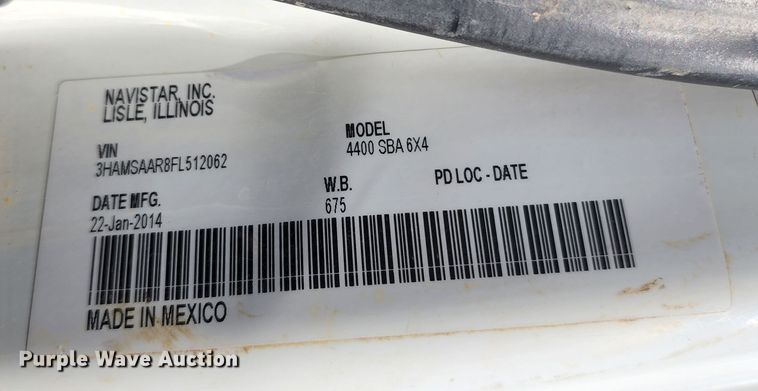 NAVISTAR, INC.
LISLE, ILLINOIS
VIN
3HAMSAAR8FL512062
MODEL
4400 SBA 6X4
DATE MFG.
22-Jan-2014
W.B.
675
PD LOC - DATE
MADE IN MEXICO
Purple Wave Auction